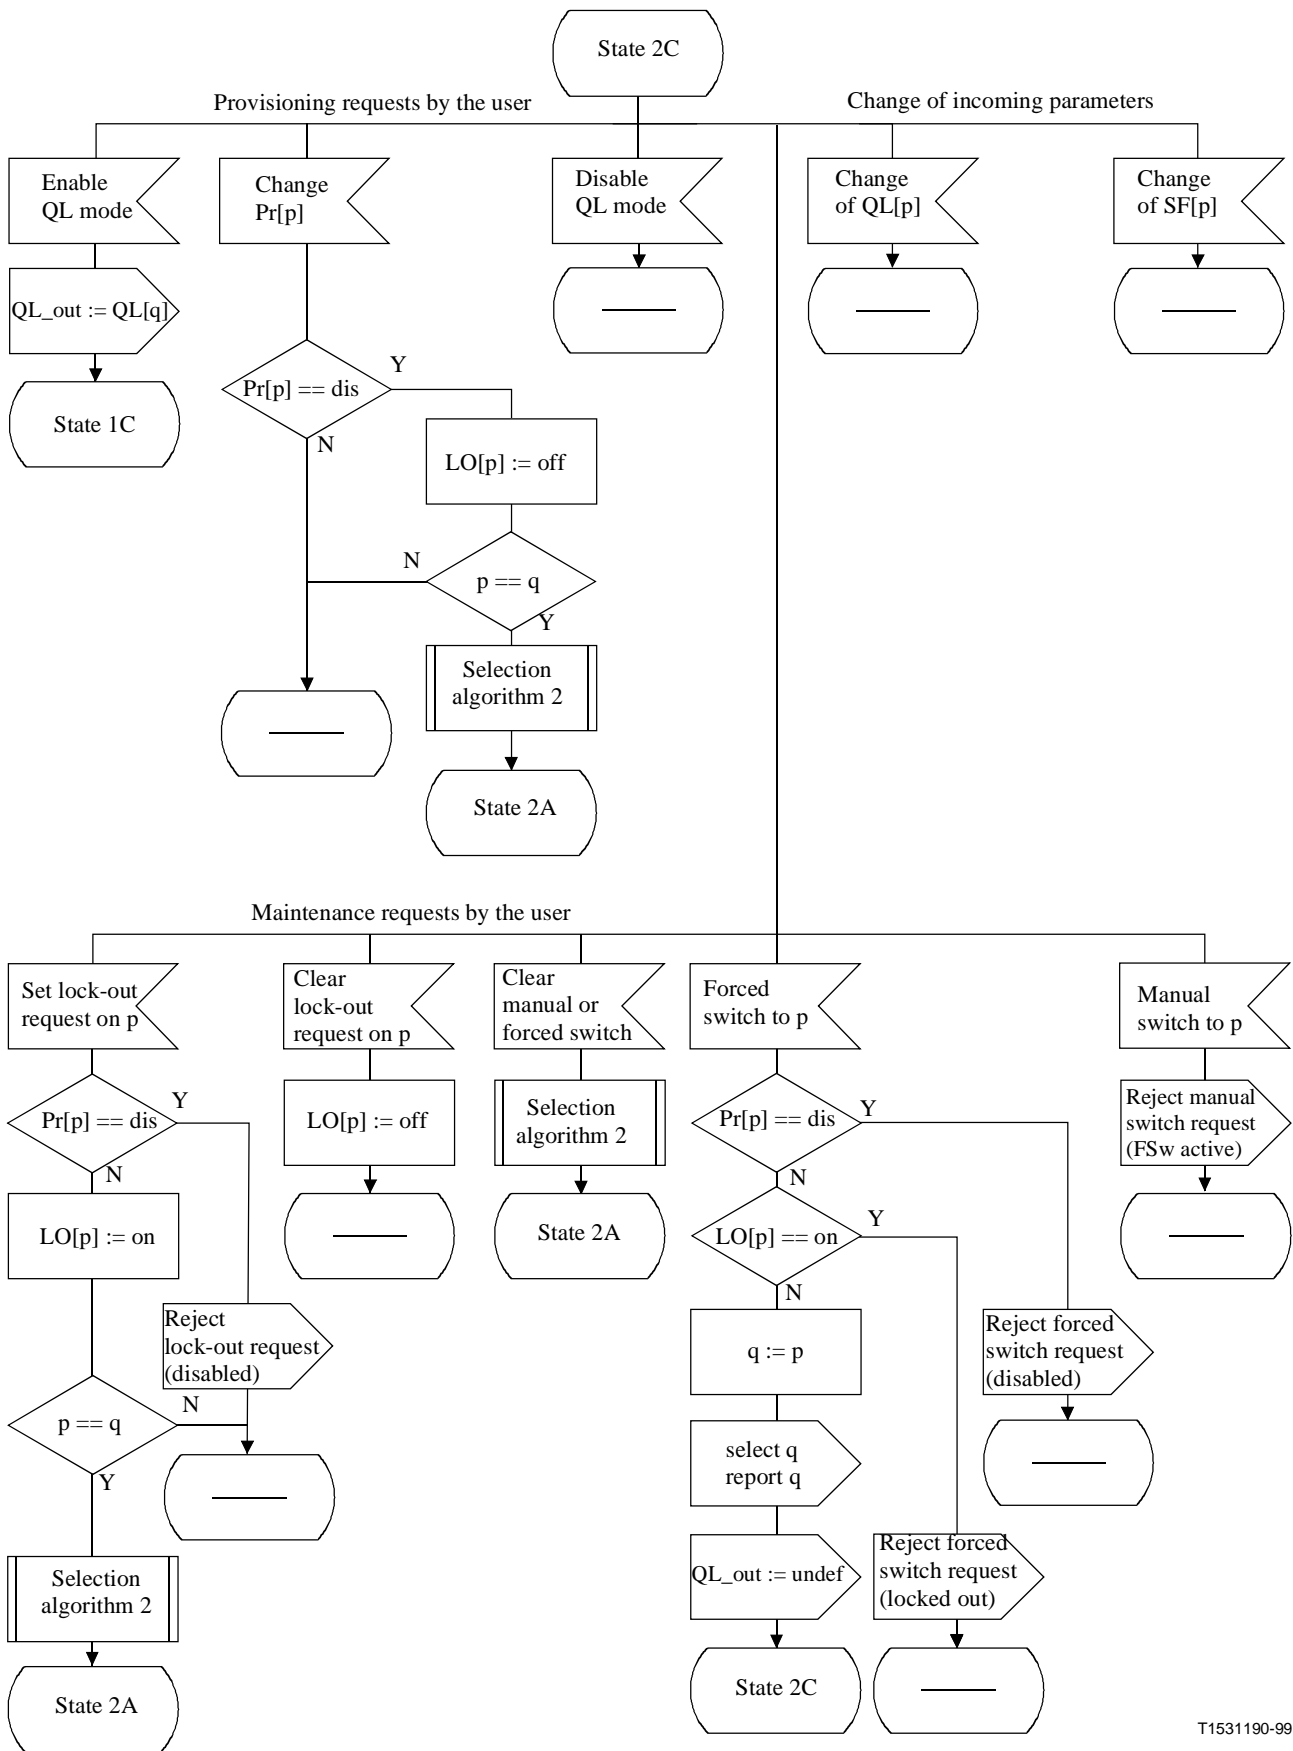 State 2C
Provisioning requests by the user
Change of incoming parameters
Enable
QL mode
Change
Pr[p]
Disable
QL mode
Change
of QL[p]
Change
of SF[p]
QL_out := QL[q]
State 1C
Pr[p] == dis
Y
N
LO[p] := off
N
p == q
Y
Selection
algorithm 2
State 2A
Maintenance requests by the user
Set lock-out
request on p
Clear
lock-out
request on p
Clear
manual or
forced switch
Forced
switch to p
Manual
switch to p
Pr[p] == dis
Y
N
LO[p] := on
Reject
lock-out request
(disabled)
p == q
N
Y
Selection
algorithm 2
State 2A
LO[p] := off
Selection
algorithm 2
State 2A
Pr[p] == dis
Y
N
LO[p] == on
Y
N
q := p
select q
report q
QL_out := undef
State 2C
Reject forced
switch request
(locked out)
Reject forced
switch request
(disabled)
Reject manual
switch request
(FSw active)
T1531190-99